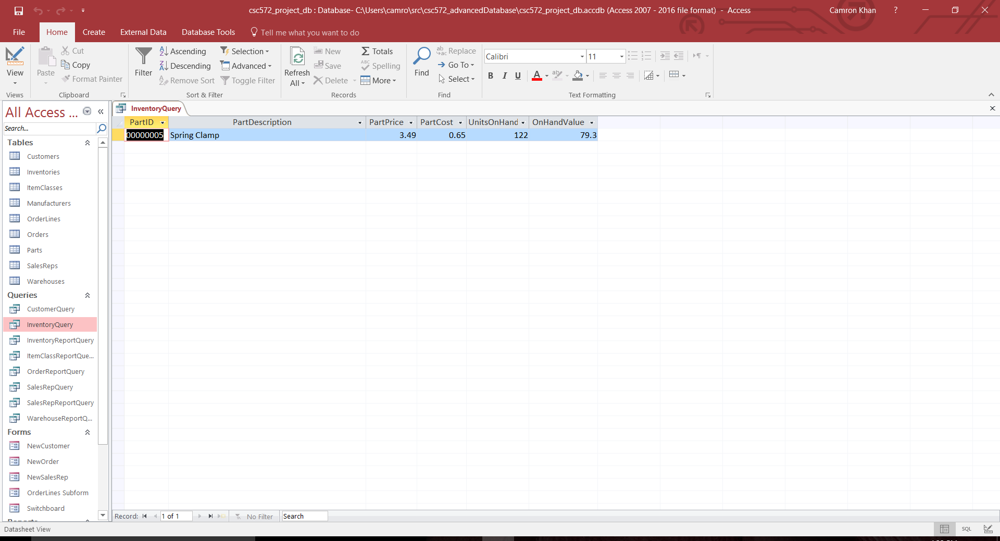 csc572_project_db : Database- C:\Users\camro\src\csc572_advancedDatabase\csc572_project_db.accdb (Access 2007 - 2016 file format) - Access
Camron Khan
?
File
Home
Create
External Data
Database Tools
Tell me what you want to do
View
Views
Paste
Cut
Copy
Format Painter
Clipboard
Filter
Ascending
Descending
Remove Sort
Selection
Advanced
Toggle Filter
Sort & Filter
Refresh
All
New
Save
Delete
Totals
Spelling
More
Records
Find
Replace
Go To
Select
Find
Calibri
11
B I U
Text Formatting
All Access ...
Search...
Tables
Customers
Inventories
ItemClasses
Manufacturers
OrderLines
Orders
Parts
SalesReps
Warehouses
Queries
CustomerQuery
InventoryQuery
InventoryReportQuery
ItemClassReportQue...
OrderReportQuery
SalesRepQuery
SalesRepReportQuery
WarehouseReportQ...
Forms
NewCustomer
NewOrder
NewSalesRep
OrderLines Subform
Switchboard
InventoryQuery
PartID PartDescription PartPrice PartCost UnitsOnHand OnHandValue
00000005 Spring Clamp 3.49 0.65 122 79.3
Record: 1 of 1 No Filter Search
Datasheet View
SQL